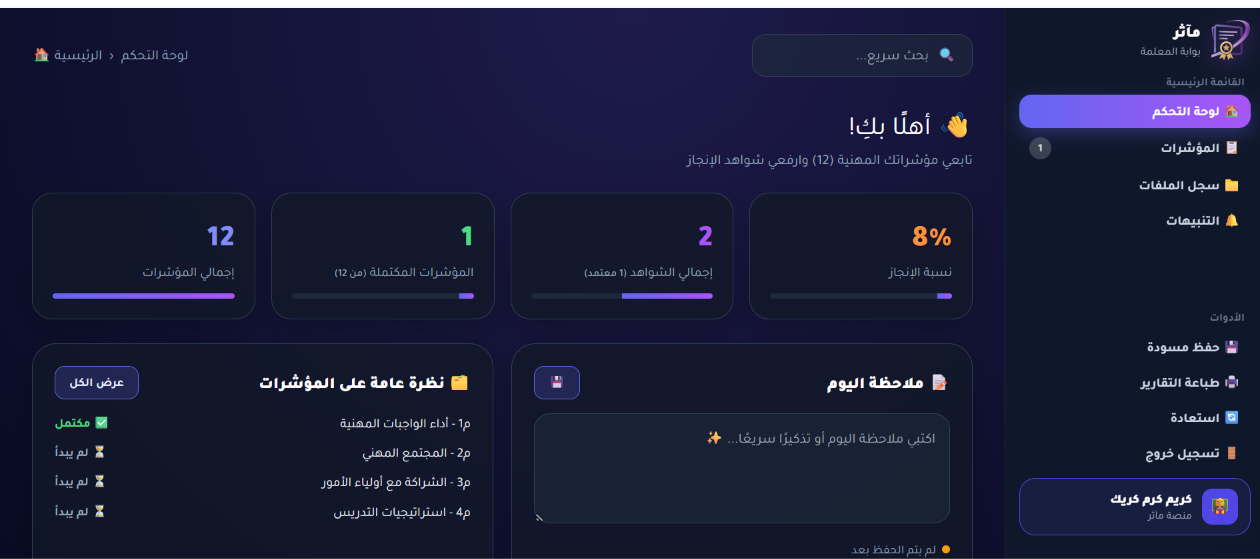 مآثر
بوابة المعلمة
القائمة الرئيسية
لوحة التحكم
المؤشرات
1
سجل الملفات
التنبيهات
الأدوات
حفظ مسودة
طباعة التقارير
استعادة
تسجيل خروج
كريم كرم كريك
منصة مآثر
بحث سريع...
لوحة التحكم ‹ الرئيسية
أهلًا بكِ!
تابعي مؤشراتك المهنية (12) وارفعي شواهد الإنجاز
8%
نسبة الإنجاز
2
إجمالي الشواهد (1 معتمد)
1
المؤشرات المكتملة (من 12)
12
إجمالي المؤشرات
ملاحظة اليوم
اكتبي ملاحظة اليوم أو تذكيرًا سريعًا...
لم يتم الحفظ بعد
نظرة عامة على المؤشرات
عرض الكل
م1 - أداء الواجبات المهنية
مكتمل
م2 - المجتمع المهني
لم يبدأ
م3 - الشراكة مع أولياء الأمور
لم يبدأ
م4 - استراتيجيات التدريس
لم يبدأ